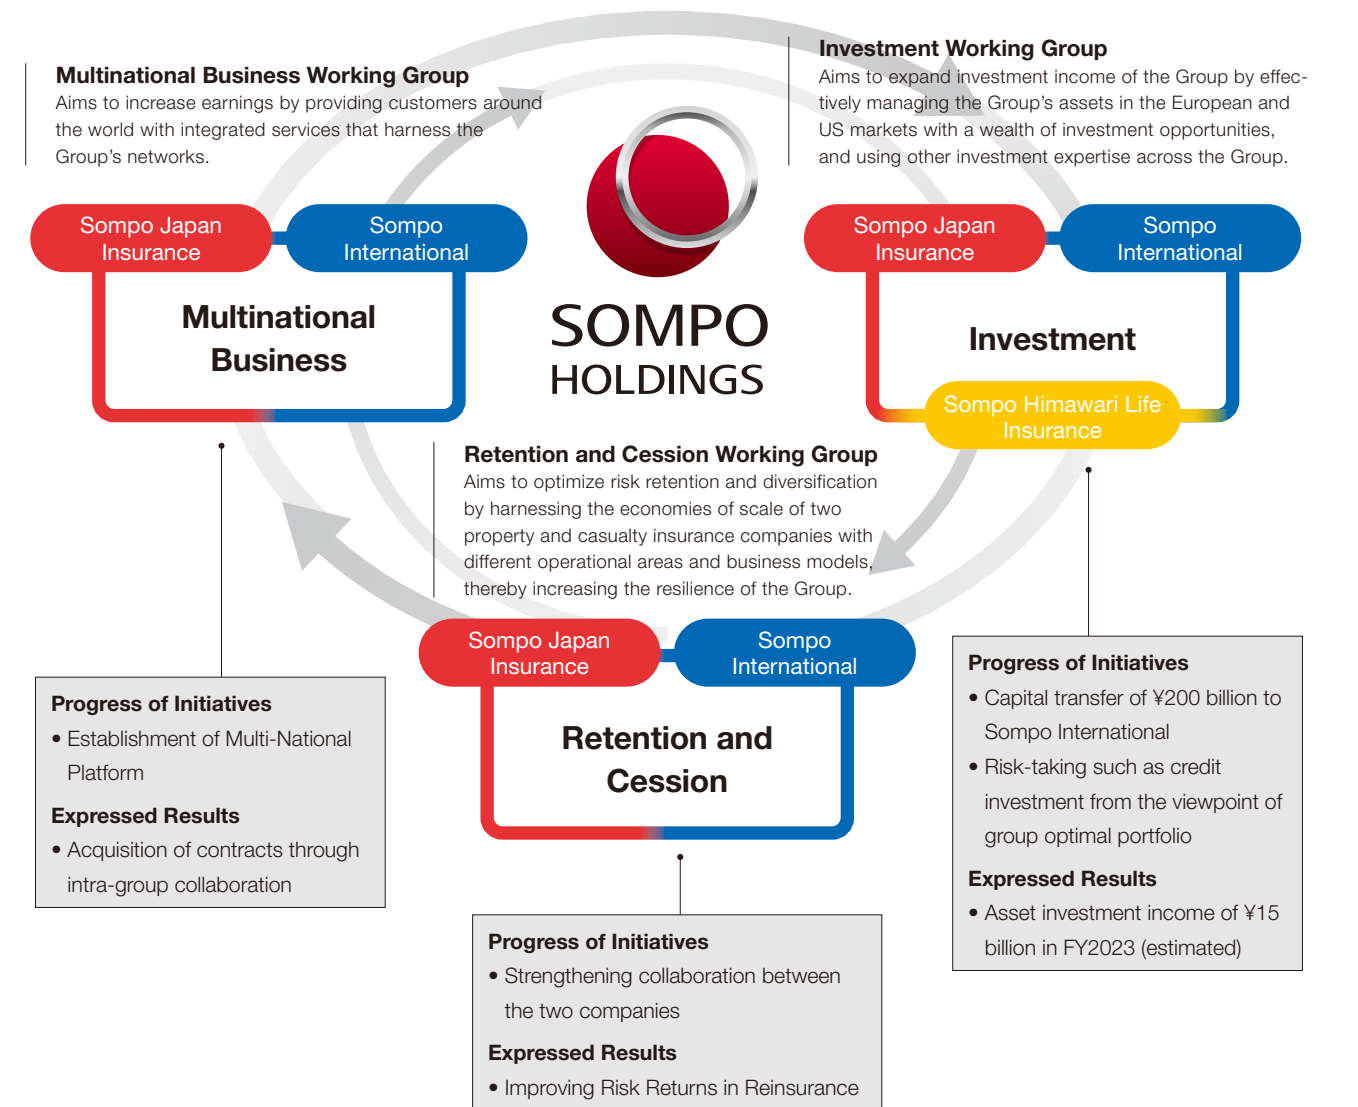 Multinational Business Working Group
Aims to increase earnings by providing customers around
the world with integrated services that harness the
Group's networks.
Investment Working Group
Aims to expand investment income of the Group by effec-
tively managing the Group's assets in the European and
US markets with a wealth of investment opportunities,
and using other investment expertise across the Group.
Sompo Japan
Insurance
Sompo
International
Multinational
Business
SOMPO
HOLDINGS
Sompo Japan
Insurance
Sompo
International
Investment
Sompo Himawari Life
Insurance
Retention and Cession Working Group
Aims to optimize risk retention and diversification
by harnessing the economies of scale of two
property and casualty insurance companies with
different operational areas and business models,
thereby increasing the resilience of the Group.
Sompo Japan
Insurance
Sompo
International
Retention and
Cession
Progress of Initiatives
• Establishment of Multi-National
Platform
Expressed Results
• Acquisition of contracts through
intra-group collaboration
Progress of Initiatives
• Strengthening collaboration between
the two companies
Expressed Results
• Improving Risk Returns in Reinsurance
Progress of Initiatives
• Capital transfer of ¥200 billion to
Sompo International
• Risk-taking such as credit
investment from the viewpoint of
group optimal portfolio
Expressed Results
• Asset investment income of ¥15
billion in FY2023 (estimated)